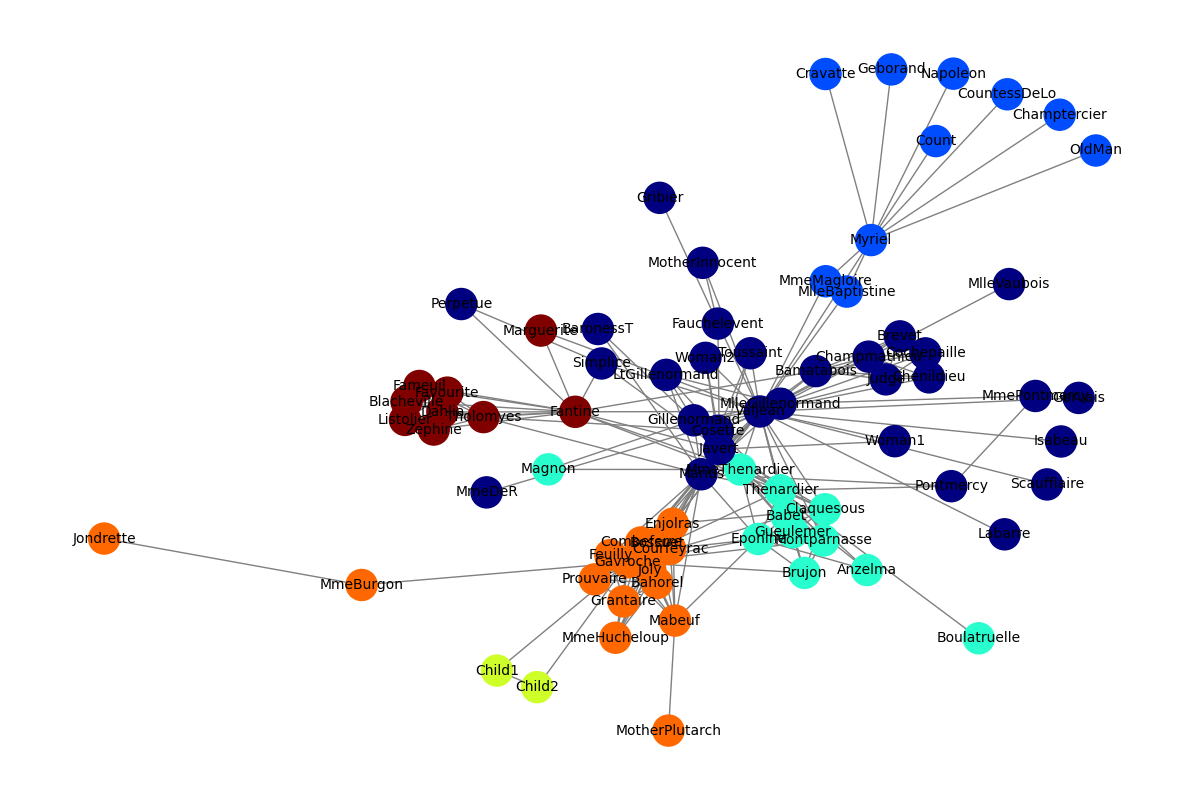 Cravatte
Geborand
Napoleon
CountessDeLo
Champtercier
Count
OldMan
Gribier
Myriel
MotherInnocent
MmeMagloire
MlleBaptistine
MlleVaubois
Perpetue
Marguerite
BaronessT
Fauchelevent
Brevet
Simplice
LtGillenormand
Woman2
Toussaint
Bamatabois
Champmathieu
Cochepaille
Judge
Chenildieu
Fameuil
Favourite
Blacheville
Dahlia
Listolier
Zephine
Tholomyes
Fantine
Gillenormand
MlleGillenormand
Valjean
MmePontmercy
Gervais
Cosette
Javert
Woman1
Isabeau
Magnon
Marius
MmeThenardier
MmeDeR
Thenardier
Pontmercy
Scaufflaire
Claquesous
Babet
Enjolras
Gueulemer
Labarre
Jondrette
Combeferre
Bossuet
Courfeyrac
Eponine
Montparnasse
Feuilly
Gavroche
Joly
MmeBurgon
Prouvaire
Bahorel
Brujon
Anzelma
Grantaire
Mabeuf
MmeHucheloup
Boulatruelle
Child1
Child2
MotherPlutarch